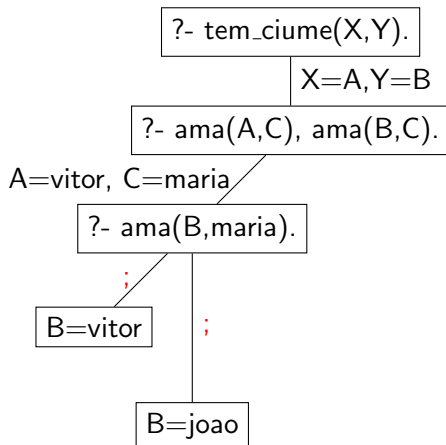 ?- tem_ciume(X,Y).
X=A,Y=B
?- ama(A,C), ama(B,C).
A=vitor, C=maria
?- ama(B,maria).
;
;
B=vitor
B=joao